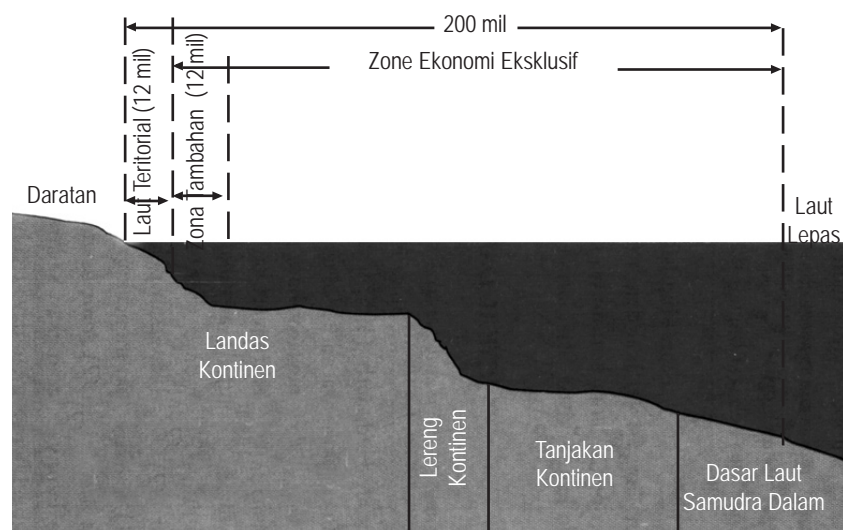 200 mil
Zone Ekonomi Eksklusif
Laut Teritorial (12 mil)
Zona Tambahan (12 mil)
Daratan
Laut
Lepas
Landas
Kontinen
Lereng
Kontinen
Tanjakan
Kontinen
Dasar Laut
Samudra Dalam